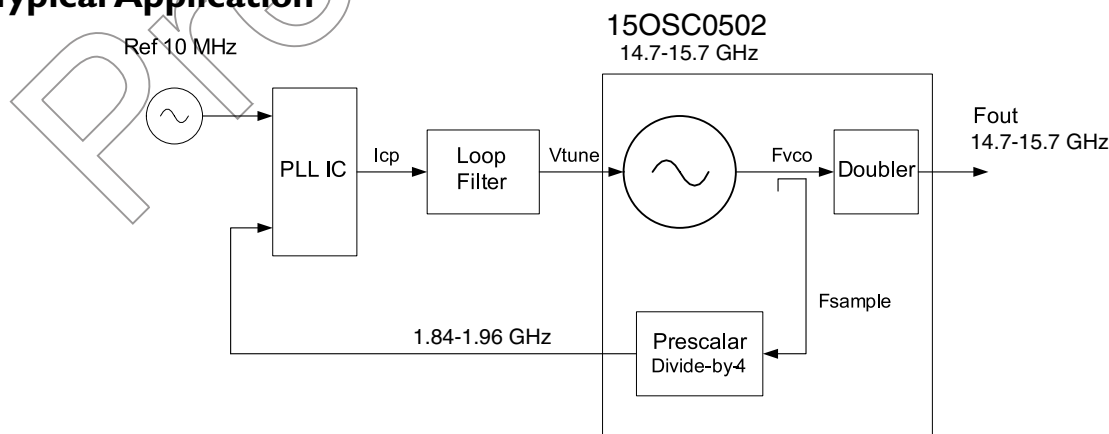 Typical Application
Ref 10 MHz
15OSC0502
14.7-15.7 GHz
PLL IC
Icp
Loop
Filter
Vtune
Fvco
Doubler
Fout
14.7-15.7 GHz
Fsample
1.84-1.96 GHz
Prescalar
Divide-by-4